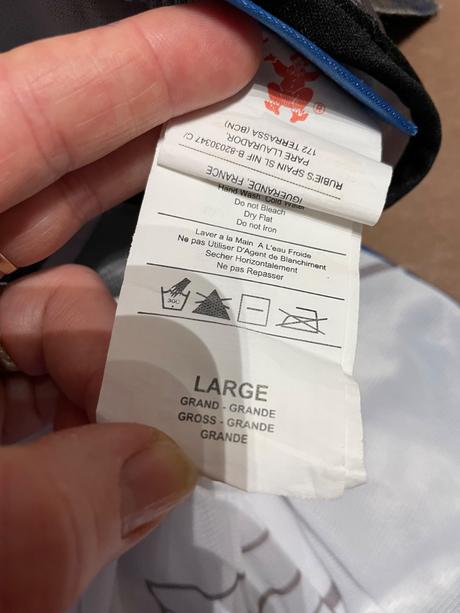 IGUERANDE, FRANCE
RUBIE'S SPAIN SL NIF B-82030347 C/
PARE LLAURADOR,
172 TERRASSA (BCN)
®
Hand Wash Cold Water
Do not Bleach
Dry Flat
Do not Iron
Laver a la Main A L'eau Froide
Ne pas Utiliser D'Agent de Blanchiment
Secher Horizontalement
Ne pas Repasser
30C
LARGE
GRAND - GRANDE
GROSS - GRANDE
GRANDE